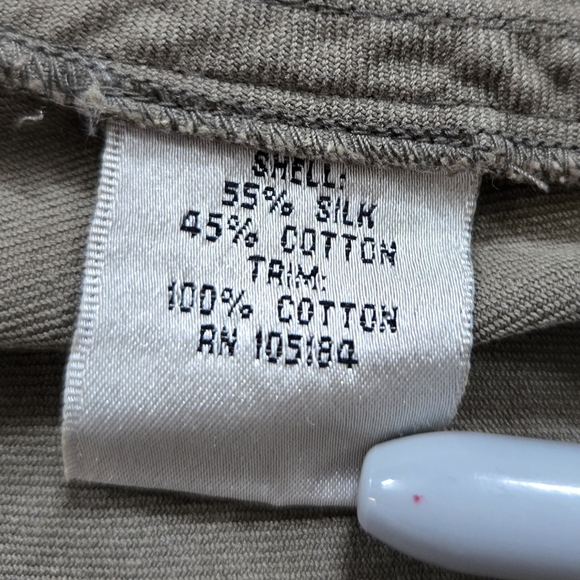 SHELL:
55% SILK
45% COTTON
TRIM:
100% COTTON
RN 105184